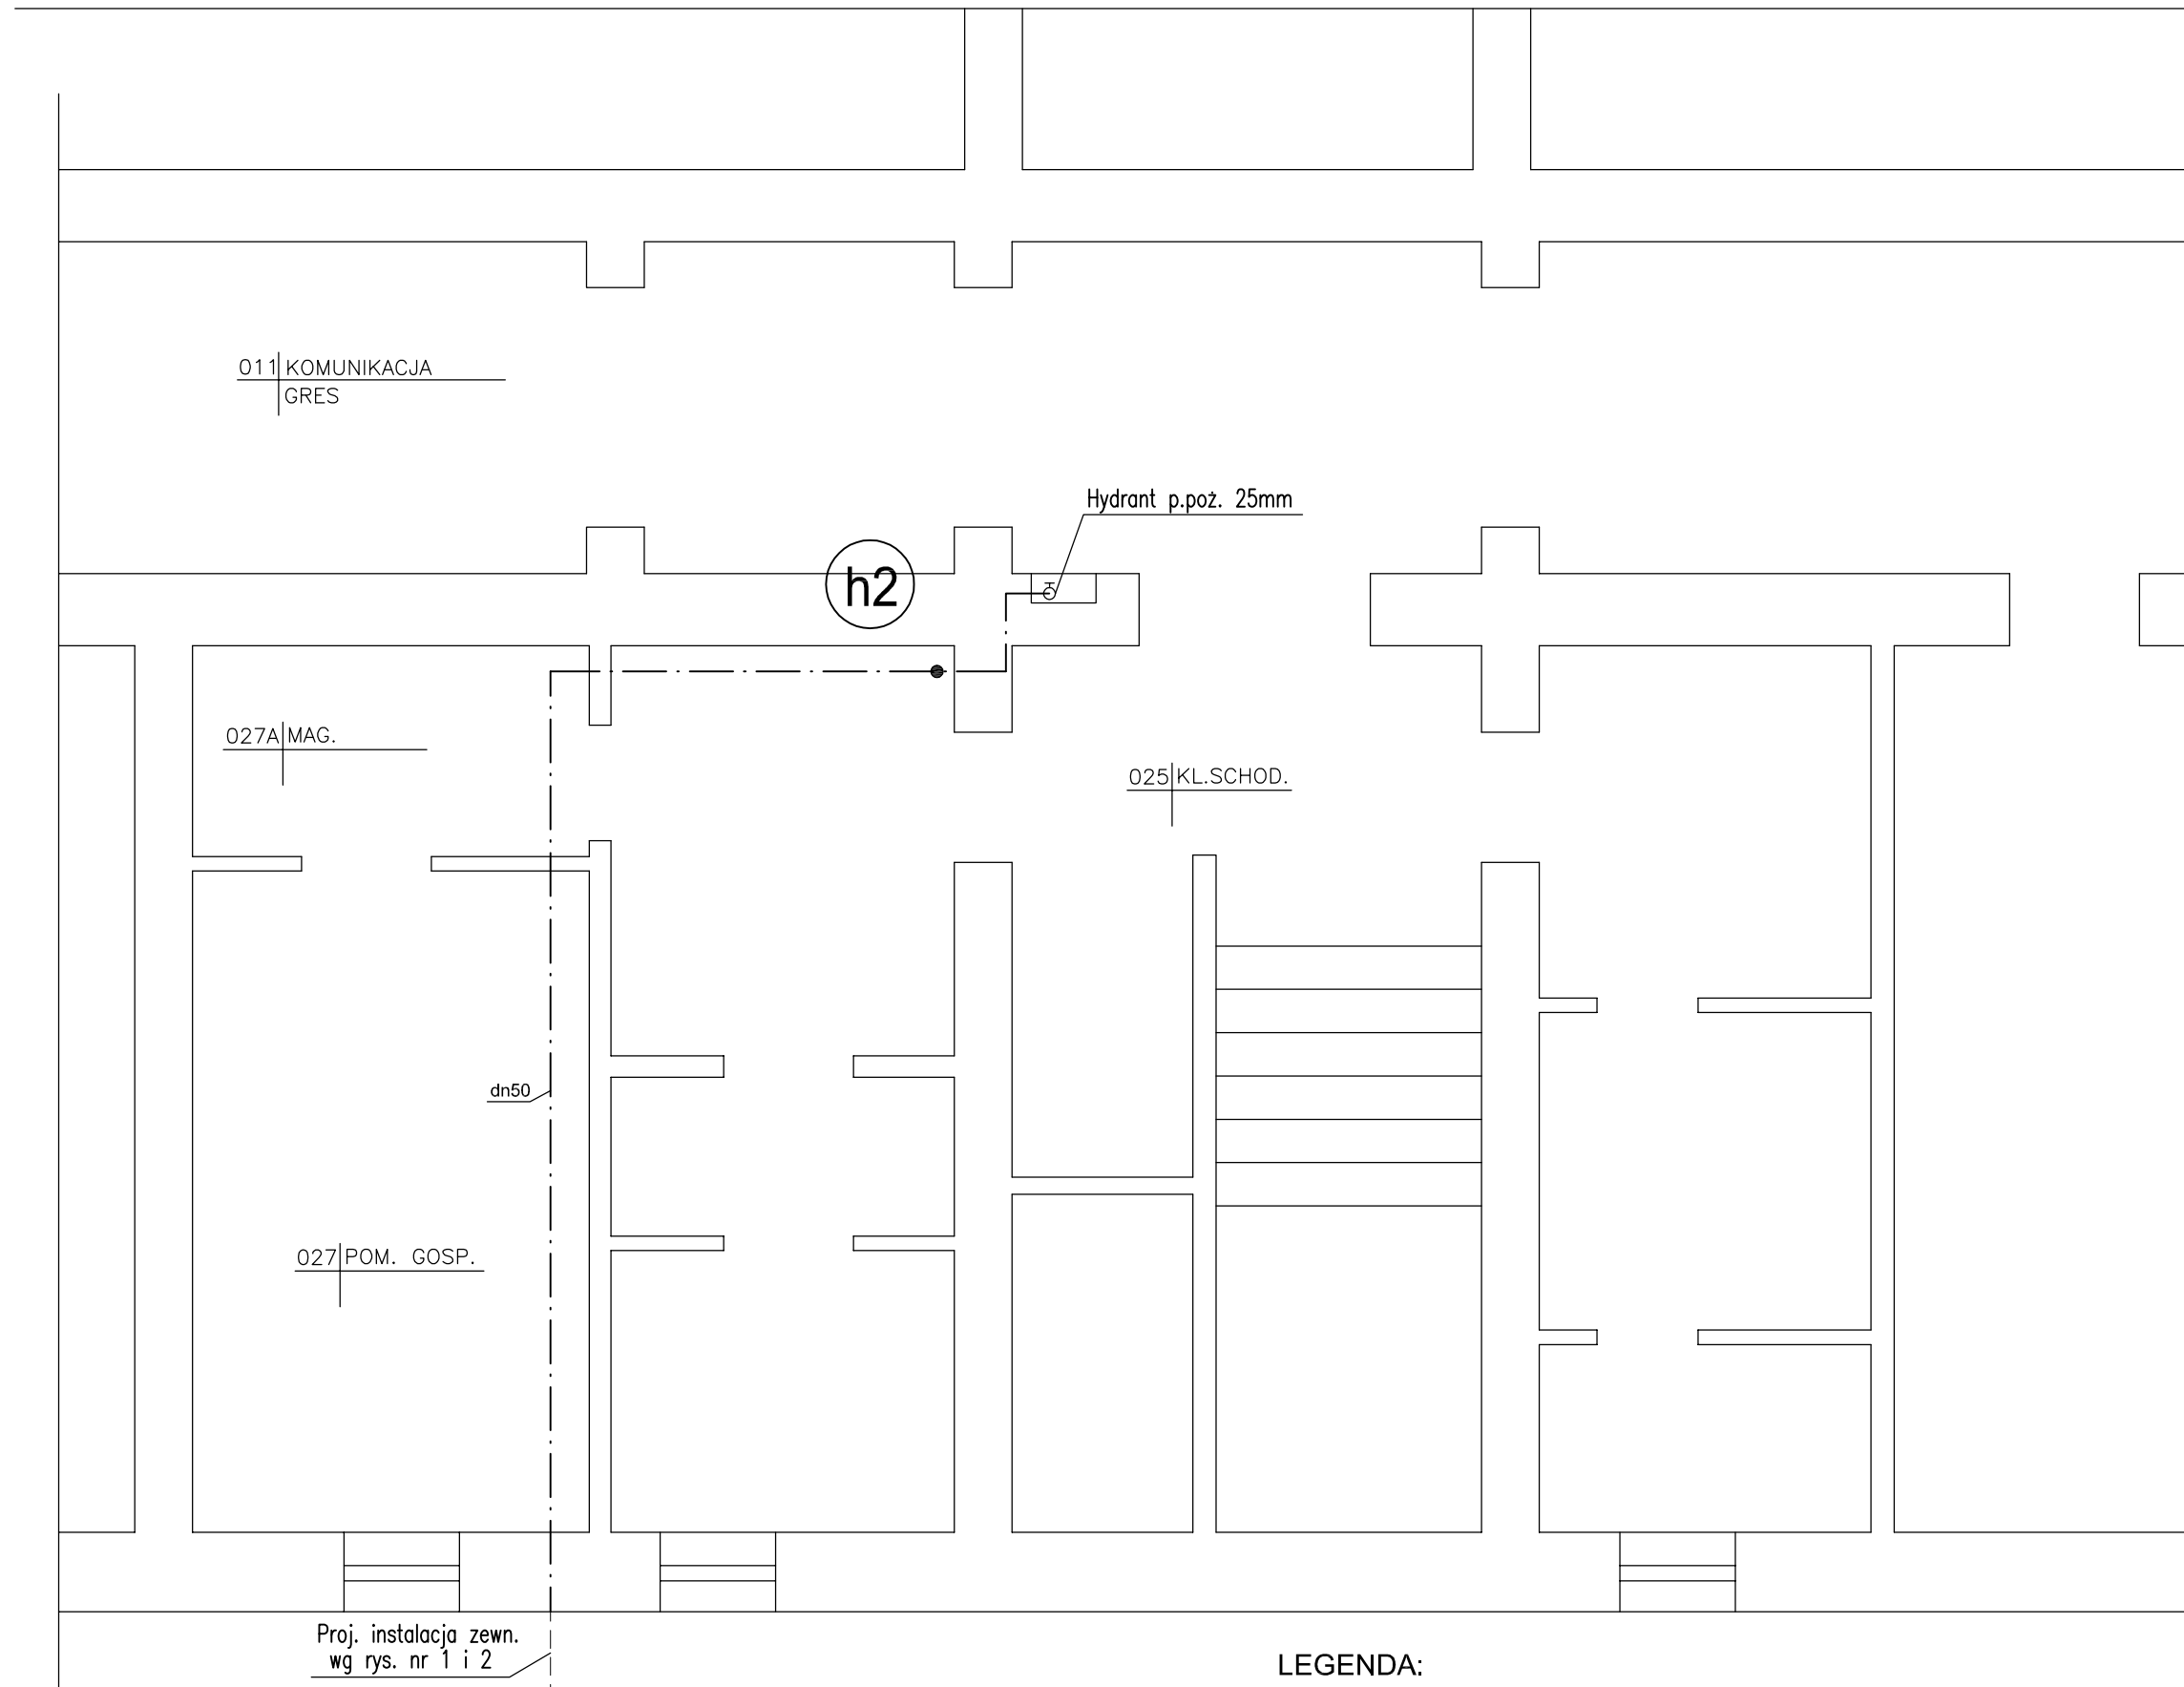 011 KOMUNIKACJA
GRES
Hydrant p.poż. 25mm
h2
027A MAG.
025 KL.SCHOD.
dn50
027 POM. GOSP.
Proj. instalacja zewn.
wg rys. nr 1 i 2
LEGENDA: